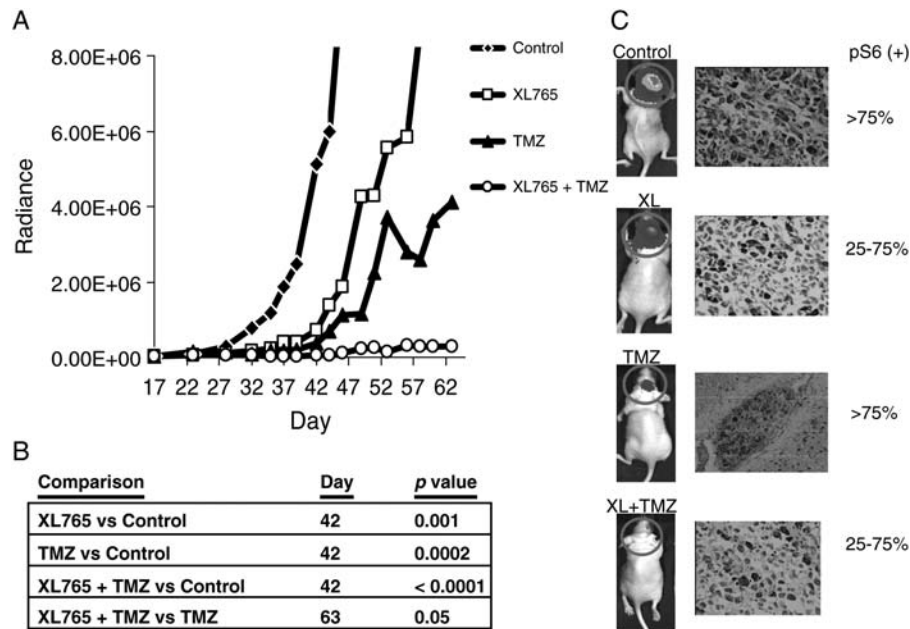 A
8.00E+06
6.00E+06
4.00E+06
2.00E+06
0.00E+00
Radiance
17 23 27 32 37 42 47 52 57 62
Day
Control
XL765
TMZ
XL765 + TMZ
B
Comparison Day p value
XL765 vs Control 42 0.001
TMZ vs Control 42 0.0002
XL765 + TMZ vs Control 42 < 0.0001
XL765 + TMZ vs TMZ 63 0.05
C
Control
pS6 (+)
>75%
XL
25-75%
TMZ
>75%
XL+TMZ
25-75%